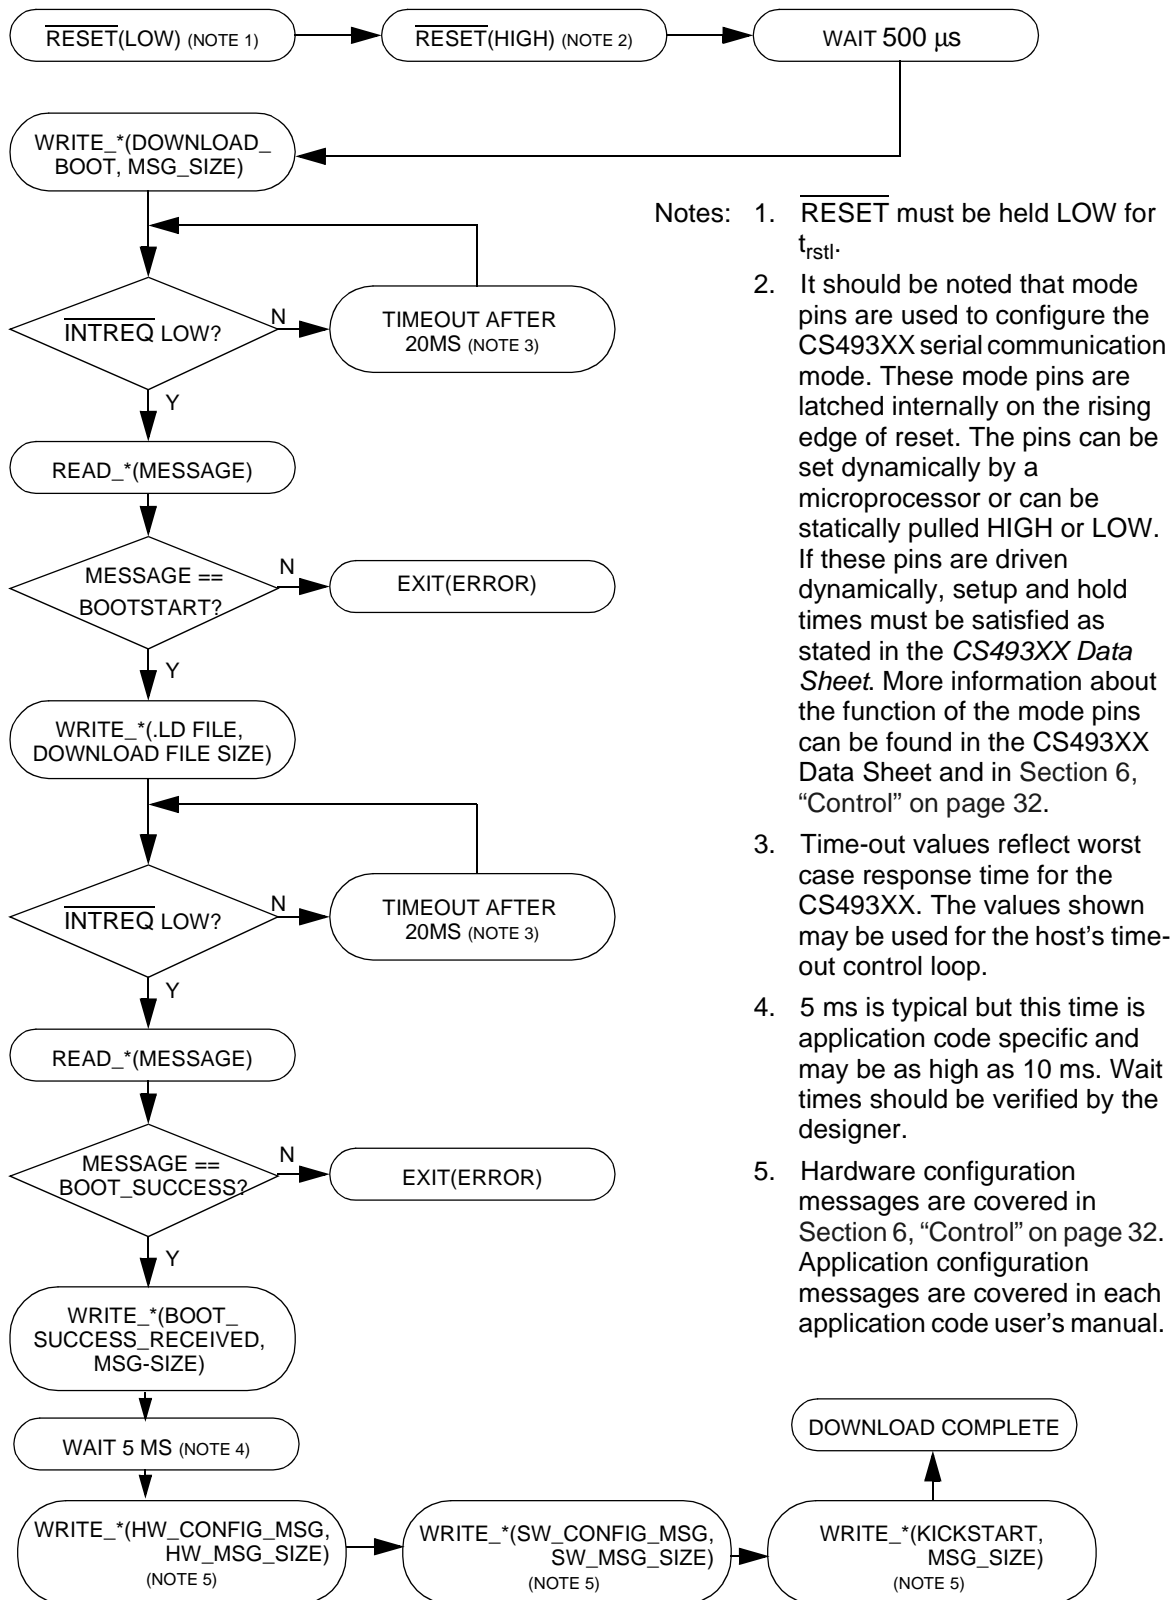 RESET(LOW) (NOTE 1)
RESET(HIGH) (NOTE 2)
WAIT 500 µs
WRITE_*(DOWNLOAD_
BOOT, MSG_SIZE)
INTREQ LOW?
N
TIMEOUT AFTER
20MS (NOTE 3)
Y
READ_*(MESSAGE)
MESSAGE ==
BOOTSTART?
N
EXIT(ERROR)
Y
WRITE_*(.LD FILE,
DOWNLOAD FILE SIZE)
INTREQ LOW?
N
TIMEOUT AFTER
20MS (NOTE 3)
Y
READ_*(MESSAGE)
MESSAGE ==
BOOT_SUCCESS?
N
EXIT(ERROR)
Y
WRITE_*(BOOT_
SUCCESS_RECEIVED,
MSG-SIZE)
WAIT 5 MS (NOTE 4)
WRITE_*(HW_CONFIG_MSG,
HW_MSG_SIZE)
(NOTE 5)
WRITE_*(SW_CONFIG_MSG,
SW_MSG_SIZE)
(NOTE 5)
WRITE_*(KICKSTART,
MSG_SIZE)
(NOTE 5)
DOWNLOAD COMPLETE
Notes: 1. RESET must be held LOW for
trstl.
2. It should be noted that mode
pins are used to configure the
CS493XX serial communication
mode. These mode pins are
latched internally on the rising
edge of reset. The pins can be
set dynamically by a
microprocessor or can be
statically pulled HIGH or LOW.
If these pins are driven
dynamically, setup and hold
times must be satisfied as
stated in the CS493XX Data
Sheet. More information about
the function of the mode pins
can be found in the CS493XX
Data Sheet and in Section 6,
“Control” on page 32.
3. Time-out values reflect worst
case response time for the
CS493XX. The values shown
may be used for the host’s time-
out control loop.
4. 5 ms is typical but this time is
application code specific and
may be as high as 10 ms. Wait
times should be verified by the
designer.
5. Hardware configuration
messages are covered in
Section 6, “Control” on page 32.
Application configuration
messages are covered in each
application code user’s manual.